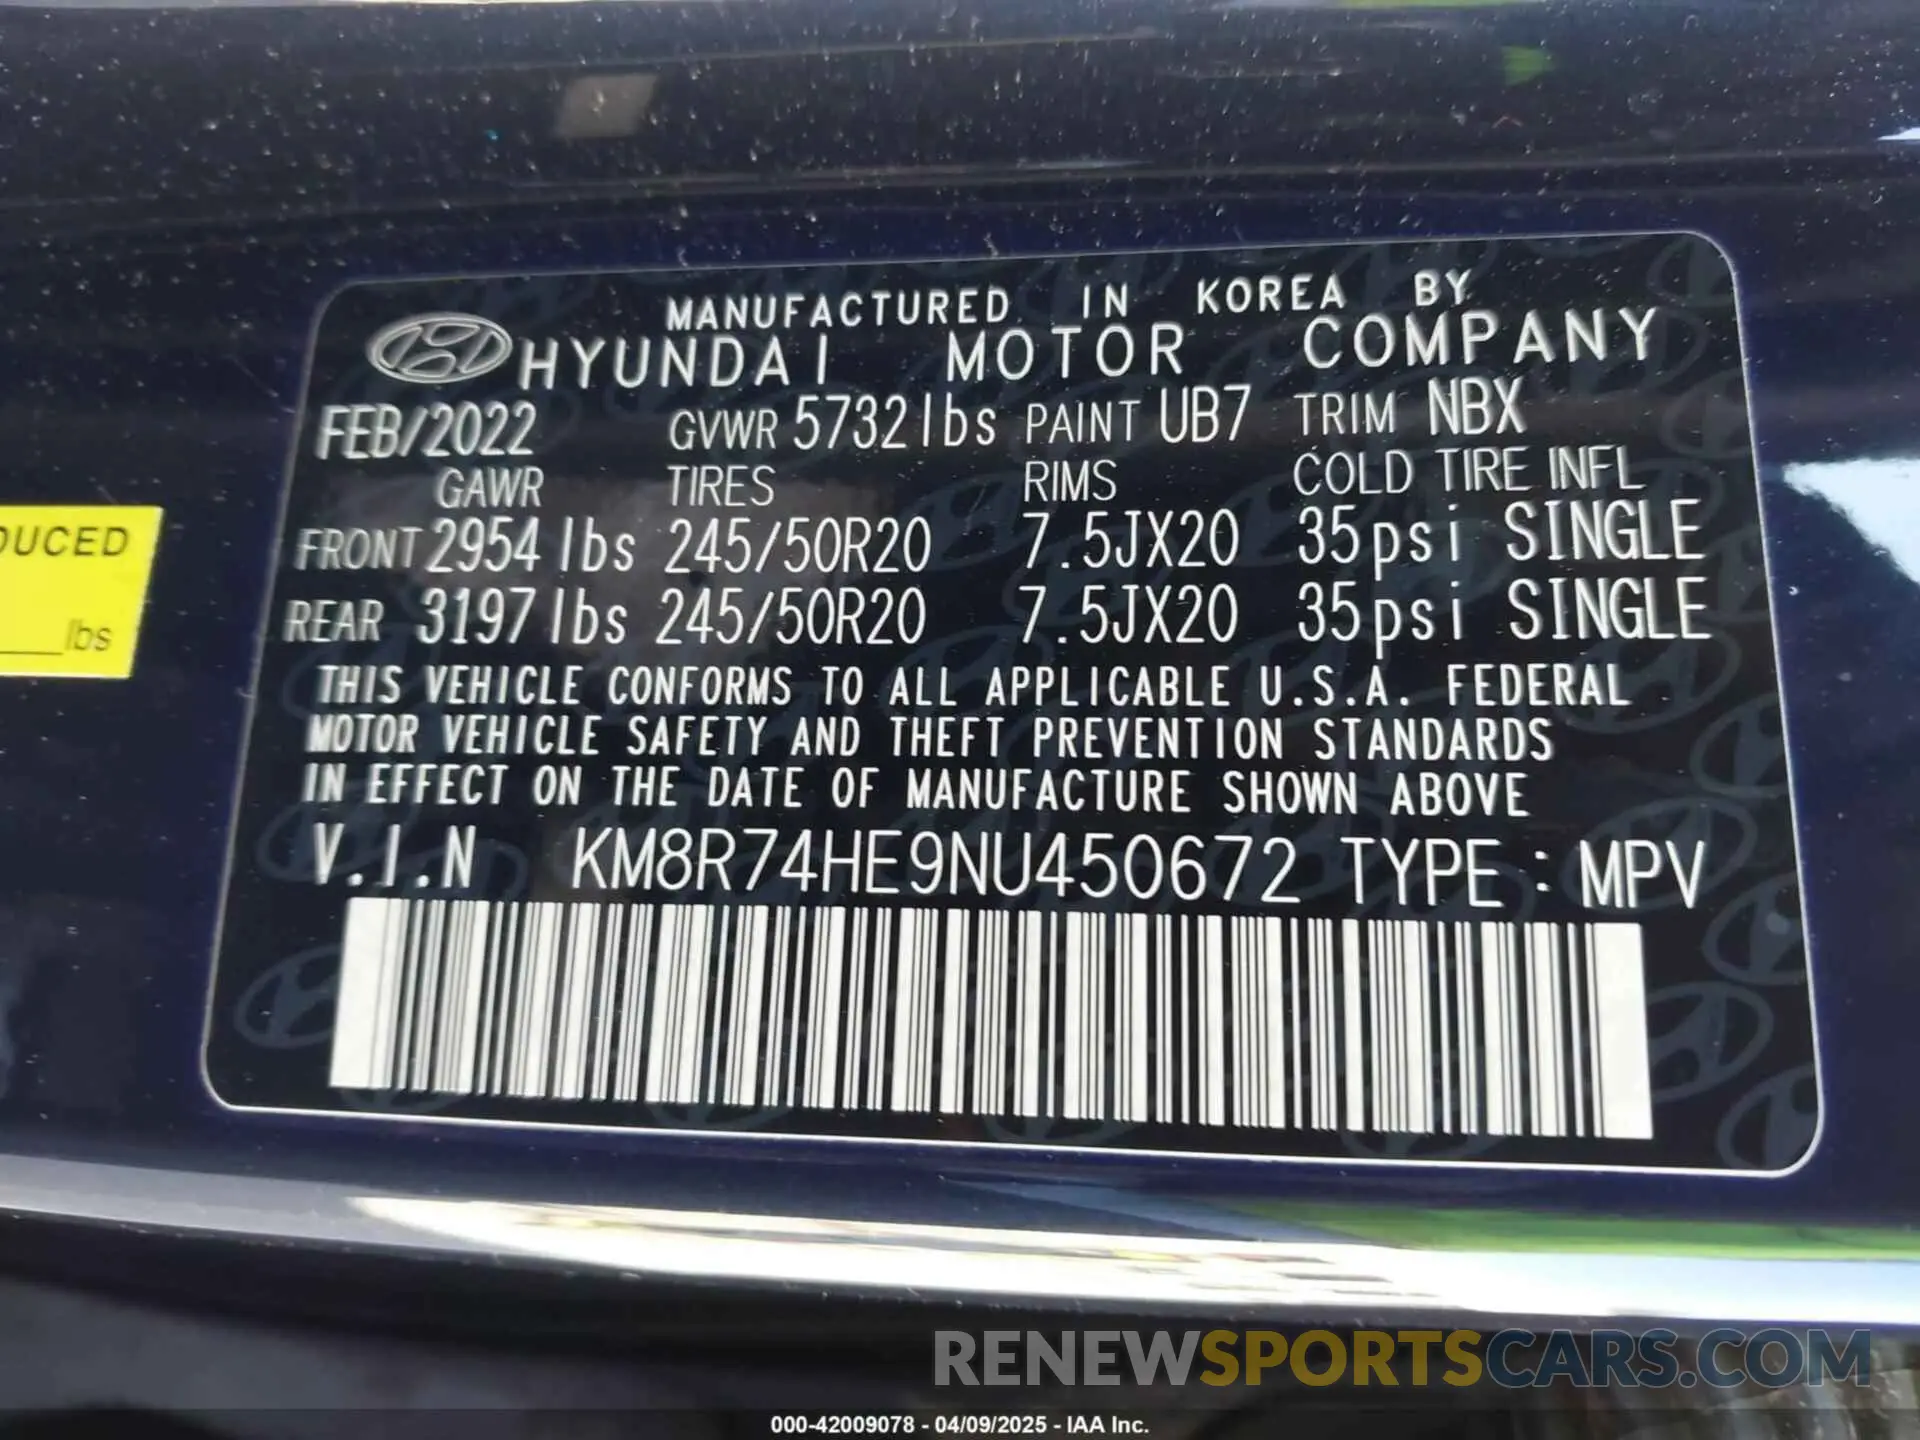 MANUFACTURED IN KOREA BY
HYUNDAI MOTOR COMPANY
FEB/2022 GVWR 5732lbs PAINT UB7 TRIM NBX
GAWR TIRES RIMS COLD TIRE INFL
FRONT 2954 lbs 245/50R20 7.5JX20 35psi SINGLE
REAR 3197 lbs 245/50R20 7.5JX20 35psi SINGLE
THIS VEHICLE CONFORMS TO ALL APPLICABLE U.S.A. FEDERAL
MOTOR VEHICLE SAFETY AND THEFT PREVENTION STANDARDS
IN EFFECT ON THE DATE OF MANUFACTURE SHOWN ABOVE
V.I.N KM8R74HE9NU450672 TYPE : MPV
DUCED
lbs
RENEWSPORTSCARS.COM
000-42009078 - 04/09/2025 - IAA Inc.